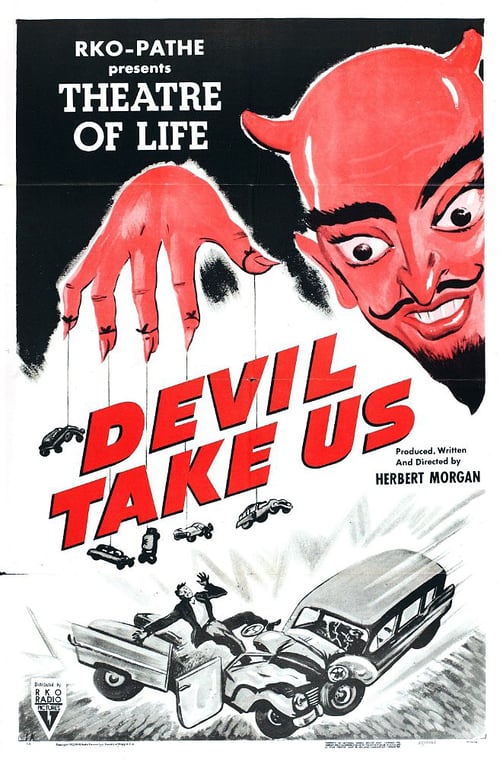 RKO-PATHE
presents
THEATRE
OF LIFE
DEVIL
TAKE US
Produced, Written
And Directed by
HERBERT MORGAN
Distributed by
RKO
RADIO
PICTURES